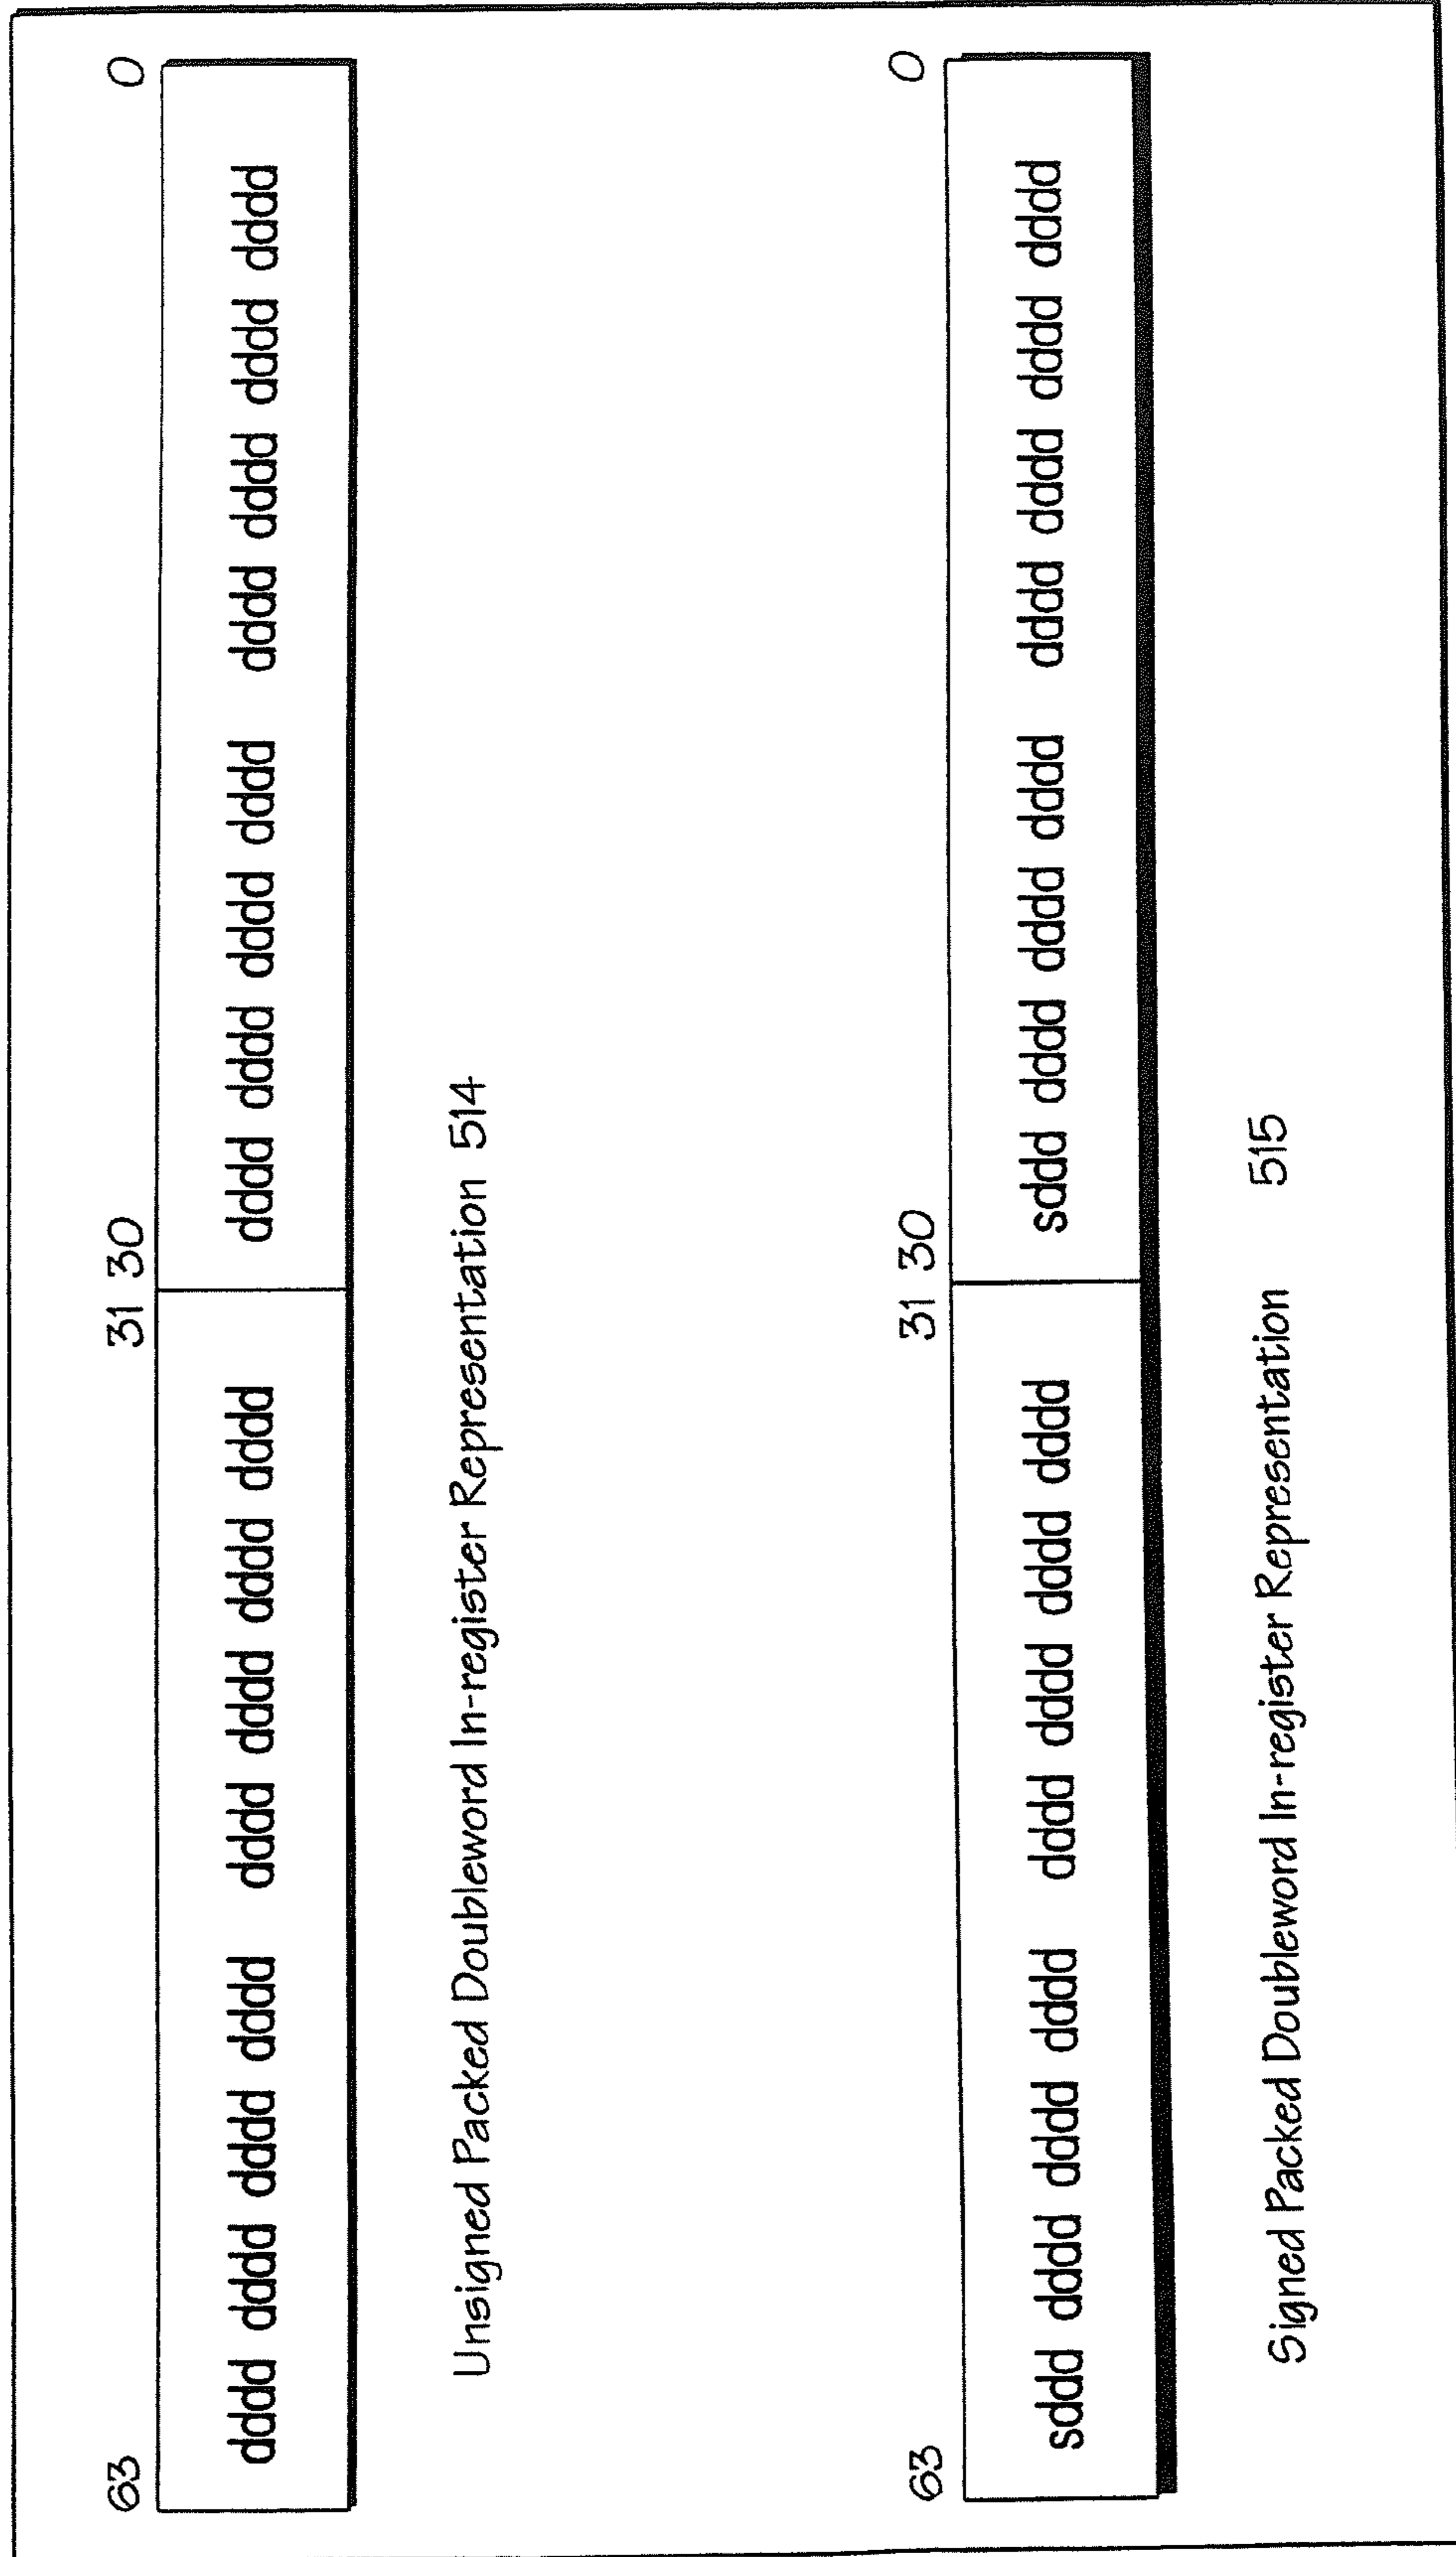 63 31 30 0
dddd dddd dddd dddd dddd dddd dddd dddd dddd dddd dddd dddd dddd dddd dddd dddd
Unsigned Packed Doubleword In-register Representation 514
63 31 30 0
sddd dddd dddd dddd dddd dddd dddd dddd sddd dddd dddd dddd dddd dddd dddd dddd
Signed Packed Doubleword In-register Representation 515